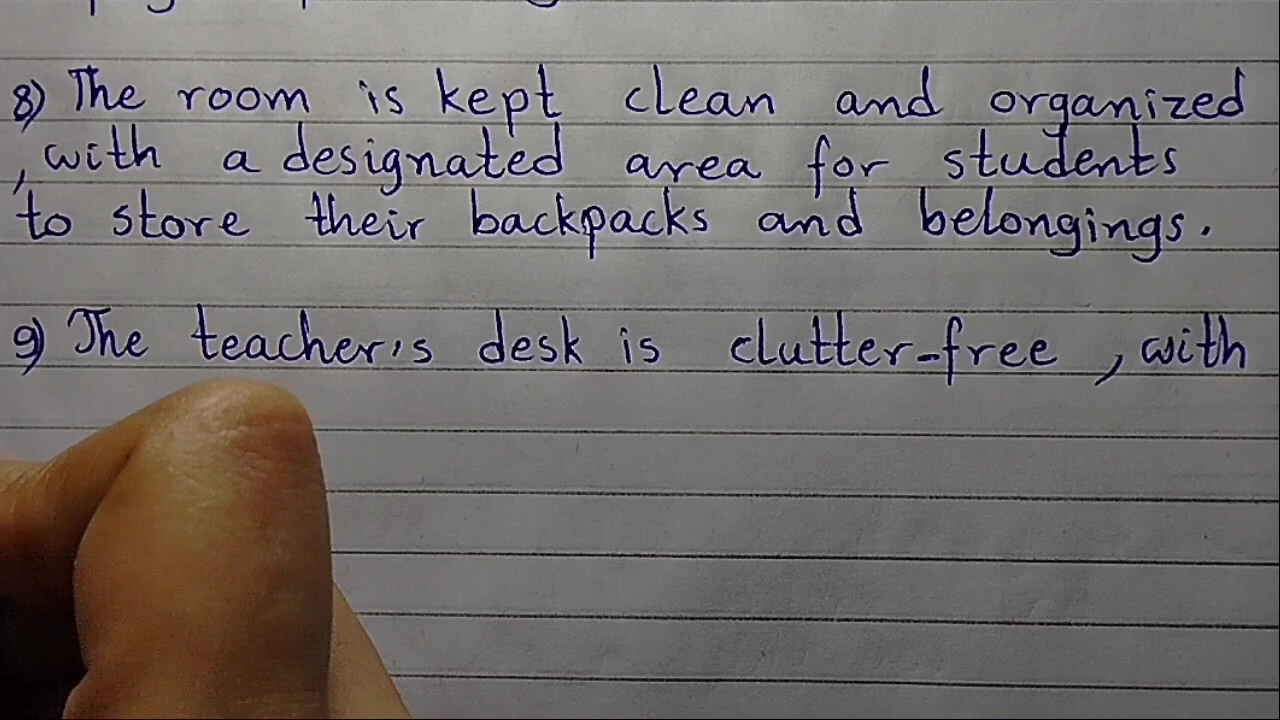 8) The room is kept clean and organized
, with a designated area for students
to store their backpacks and belongings.
9) The teacher's desk is clutter-free , with